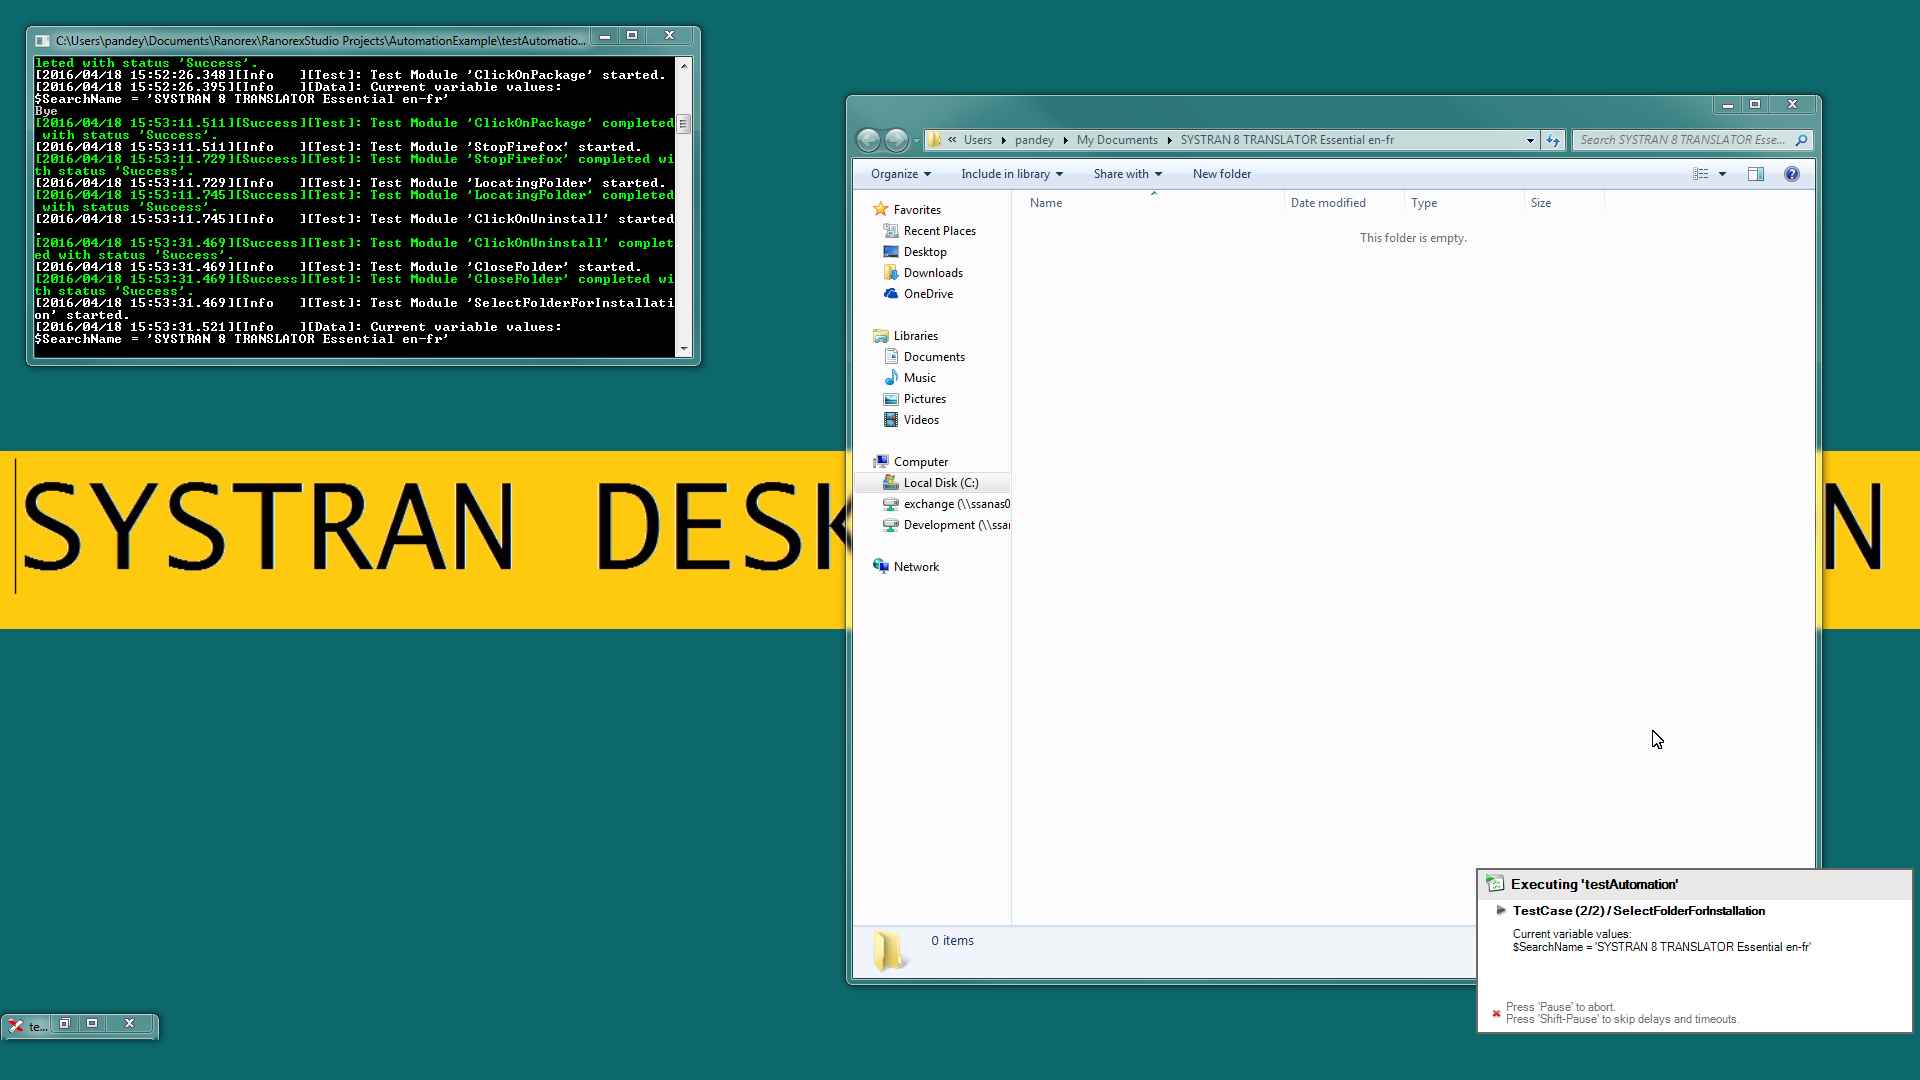 C:\Users\pandey\Documents\Ranorex\RanorexStudio Projects\AutomationExample\testAutomatio...
leted with status 'Success'.
[2016/04/18 15:52:26.348][Info   ][Test]: Test Module 'ClickOnPackage' started.
[2016/04/18 15:52:26.395][Info   ][Data]: Current variable values:
$SearchName = 'SYSTRAN 8 TRANSLATOR Essential en-fr'
Bye
[2016/04/18 15:53:11.511][Success][Test]: Test Module 'ClickOnPackage' completed
 with status 'Success'.
[2016/04/18 15:53:11.511][Info   ][Test]: Test Module 'StopFirefox' started.
[2016/04/18 15:53:11.729][Success][Test]: Test Module 'StopFirefox' completed wi
th status 'Success'.
[2016/04/18 15:53:11.729][Info   ][Test]: Test Module 'LocatingFolder' started.
[2016/04/18 15:53:11.745][Success][Test]: Test Module 'LocatingFolder' completed
 with status 'Success'.
[2016/04/18 15:53:11.745][Info   ][Test]: Test Module 'ClickOnUninstall' started
.
[2016/04/18 15:53:31.469][Success][Test]: Test Module 'ClickOnUninstall' complet
ed with status 'Success'.
[2016/04/18 15:53:31.469][Info   ][Test]: Test Module 'CloseFolder' started.
[2016/04/18 15:53:31.469][Success][Test]: Test Module 'CloseFolder' completed wi
th status 'Success'.
[2016/04/18 15:53:31.469][Info   ][Test]: Test Module 'SelectFolderForInstallati
on' started.
[2016/04/18 15:53:31.521][Info   ][Data]: Current variable values:
$SearchName = 'SYSTRAN 8 TRANSLATOR Essential en-fr'
« Users pandey My Documents SYSTRAN 8 TRANSLATOR Essential en-fr
Search SYSTRAN 8 TRANSLATOR Esse...
Organize Include in library Share with New folder
Name Date modified Type Size
This folder is empty.
Favorites
Recent Places
Desktop
Downloads
OneDrive
Libraries
Documents
Music
Pictures
Videos
Computer
Local Disk (C:)
exchange (\\ssanas0
Development (\\ssan
Network
0 items
SYSTRAN DESK
N
Executing 'testAutomation'
TestCase (2/2) / SelectFolderForInstallation
Current variable values:
$SearchName = 'SYSTRAN 8 TRANSLATOR Essential en-fr'
Press 'Pause' to abort.
Press 'Shift-Pause' to skip delays and timeouts.
te...